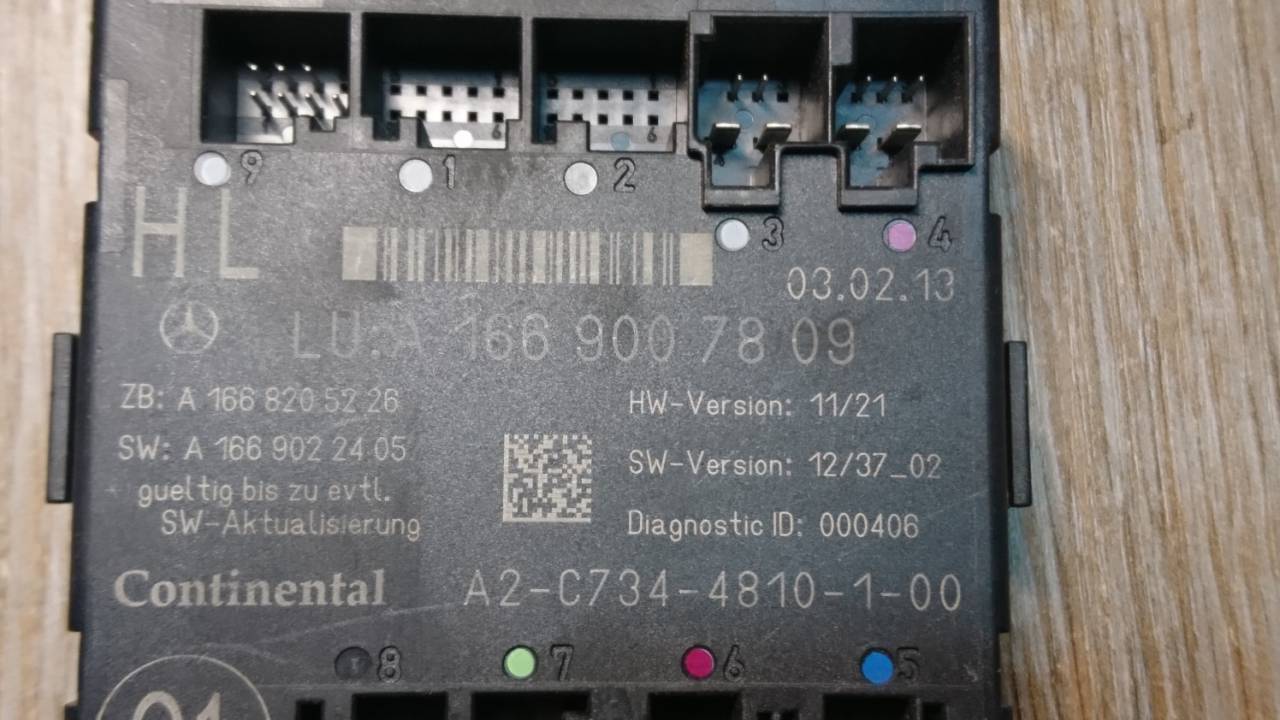 9 1 2
HL
3 4
03.02.13
LU: A 166 900 78 09
ZB: A 166 820 52 26
HW-Version: 11/21
SW: A 166 902 24 05
SW-Version: 12/37_02
gueltig bis zu evtl.
SW-Aktualisierung
Diagnostic ID: 000406
Continental A2-C734-4810-1-00
8 7 6 5
01